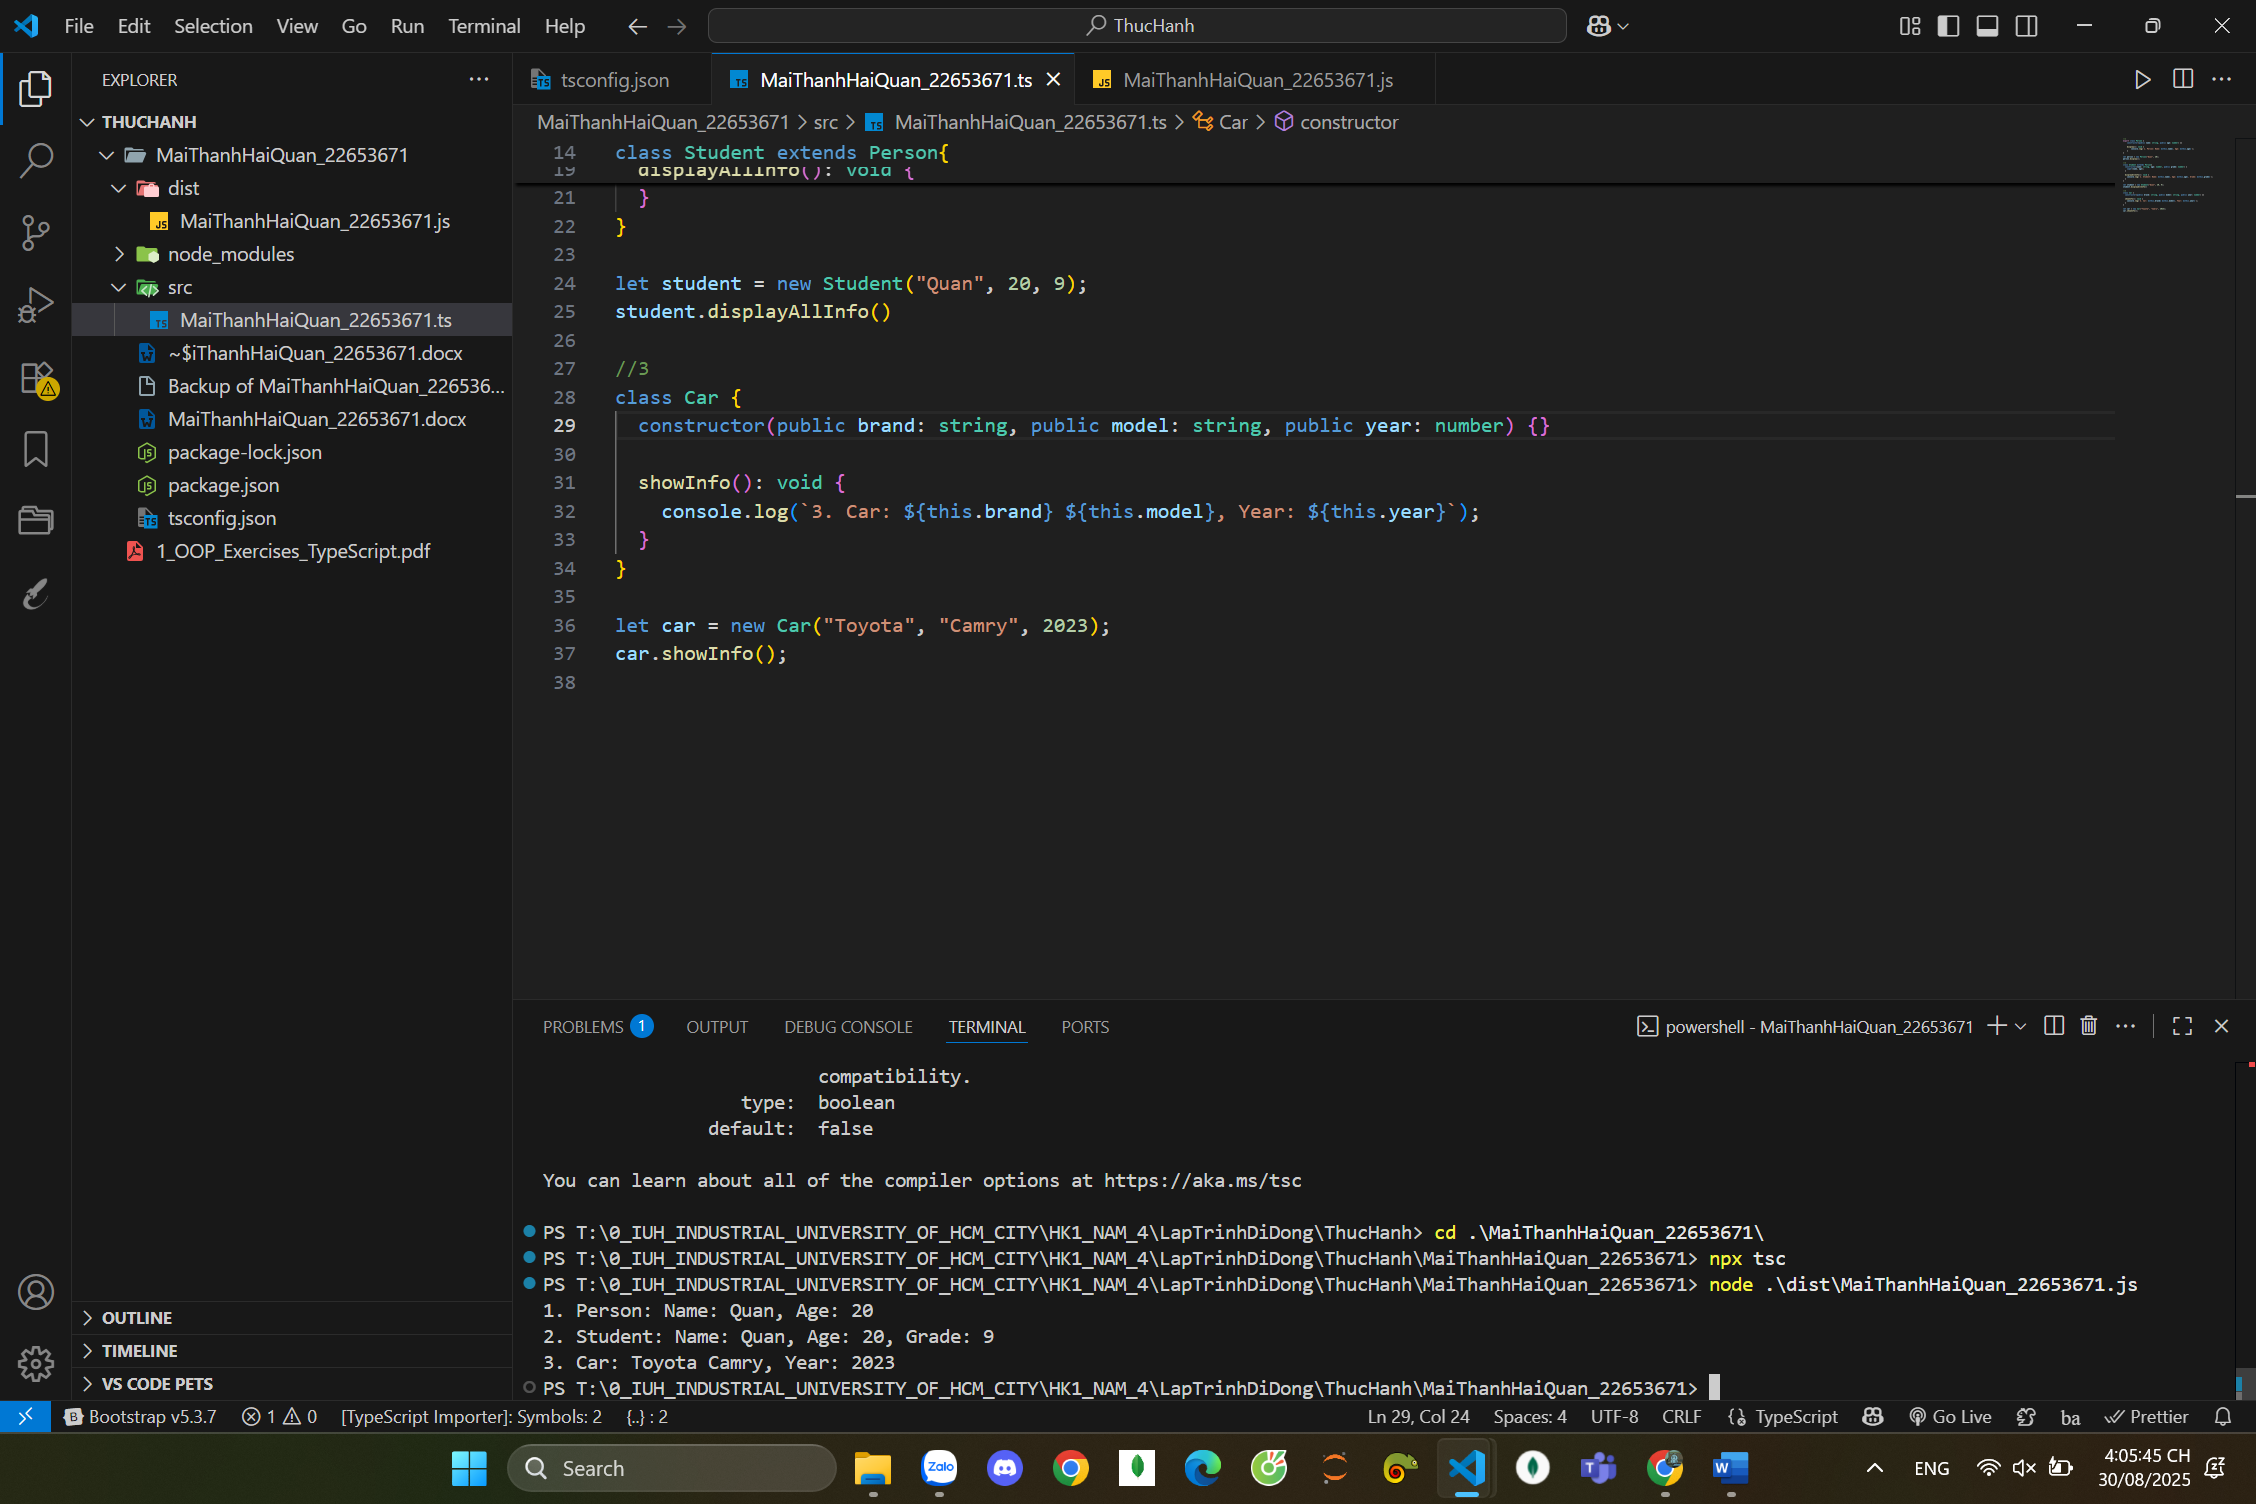 File Edit Selection View Go Run Terminal Help
ThucHanh
EXPLORER
THUCHANH
MaiThanhHaiQuan_22653671
dist
MaiThanhHaiQuan_22653671.js
node_modules
src
MaiThanhHaiQuan_22653671.ts
~$iThanhHaiQuan_22653671.docx
Backup of MaiThanhHaiQuan_226536...
MaiThanhHaiQuan_22653671.docx
package-lock.json
package.json
tsconfig.json
1_OOP_Exercises_TypeScript.pdf
OUTLINE
TIMELINE
VS CODE PETS
tsconfig.json
MaiThanhHaiQuan_22653671.ts
MaiThanhHaiQuan_22653671.js
MaiThanhHaiQuan_22653671 > src > MaiThanhHaiQuan_22653671.ts > Car > constructor
14 class Student extends Person{
19 displayAllInfo(): void {
21 }
22 }
23
24 let student = new Student("Quan", 20, 9);
25 student.displayAllInfo()
26
27 //3
28 class Car {
29 constructor(public brand: string, public model: string, public year: number) {}
30
31 showInfo(): void {
32 console.log(`3. Car: ${this.brand} ${this.model}, Year: ${this.year}`);
33 }
34 }
35
36 let car = new Car("Toyota", "Camry", 2023);
37 car.showInfo();
38
PROBLEMS 1 OUTPUT DEBUG CONSOLE TERMINAL PORTS
powershell - MaiThanhHaiQuan_22653671
compatibility.
type: boolean
default: false
You can learn about all of the compiler options at https://aka.ms/tsc
PS T:\0_IUH_INDUSTRIAL_UNIVERSITY_OF_HCM_CITY\HK1_NAM_4\LapTrinhDiDong\ThucHanh> cd .\MaiThanhHaiQuan_22653671\
PS T:\0_IUH_INDUSTRIAL_UNIVERSITY_OF_HCM_CITY\HK1_NAM_4\LapTrinhDiDong\ThucHanh\MaiThanhHaiQuan_22653671> npx tsc
PS T:\0_IUH_INDUSTRIAL_UNIVERSITY_OF_HCM_CITY\HK1_NAM_4\LapTrinhDiDong\ThucHanh\MaiThanhHaiQuan_22653671> node .\dist\MaiThanhHaiQuan_22653671.js
1. Person: Name: Quan, Age: 20
2. Student: Name: Quan, Age: 20, Grade: 9
3. Car: Toyota Camry, Year: 2023
PS T:\0_IUH_INDUSTRIAL_UNIVERSITY_OF_HCM_CITY\HK1_NAM_4\LapTrinhDiDong\ThucHanh\MaiThanhHaiQuan_22653671>
Bootstrap v5.3.7 1 0 [TypeScript Importer]: Symbols: 2 {..} : 2 Ln 29, Col 24 Spaces: 4 UTF-8 CRLF TypeScript Go Live ba Prettier
Search
Zalo
ENG
4:05:45 CH
30/08/2025